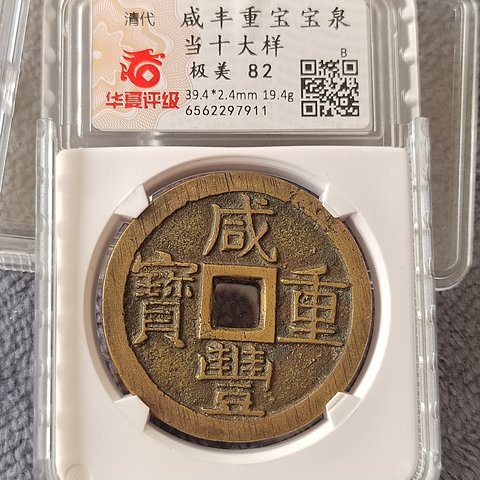 清代
咸丰重宝宝泉
当十大样
极美 82
B
华夏评级
39.4*2.4mm 19.4g
6562297911
咸
寶 重
豐